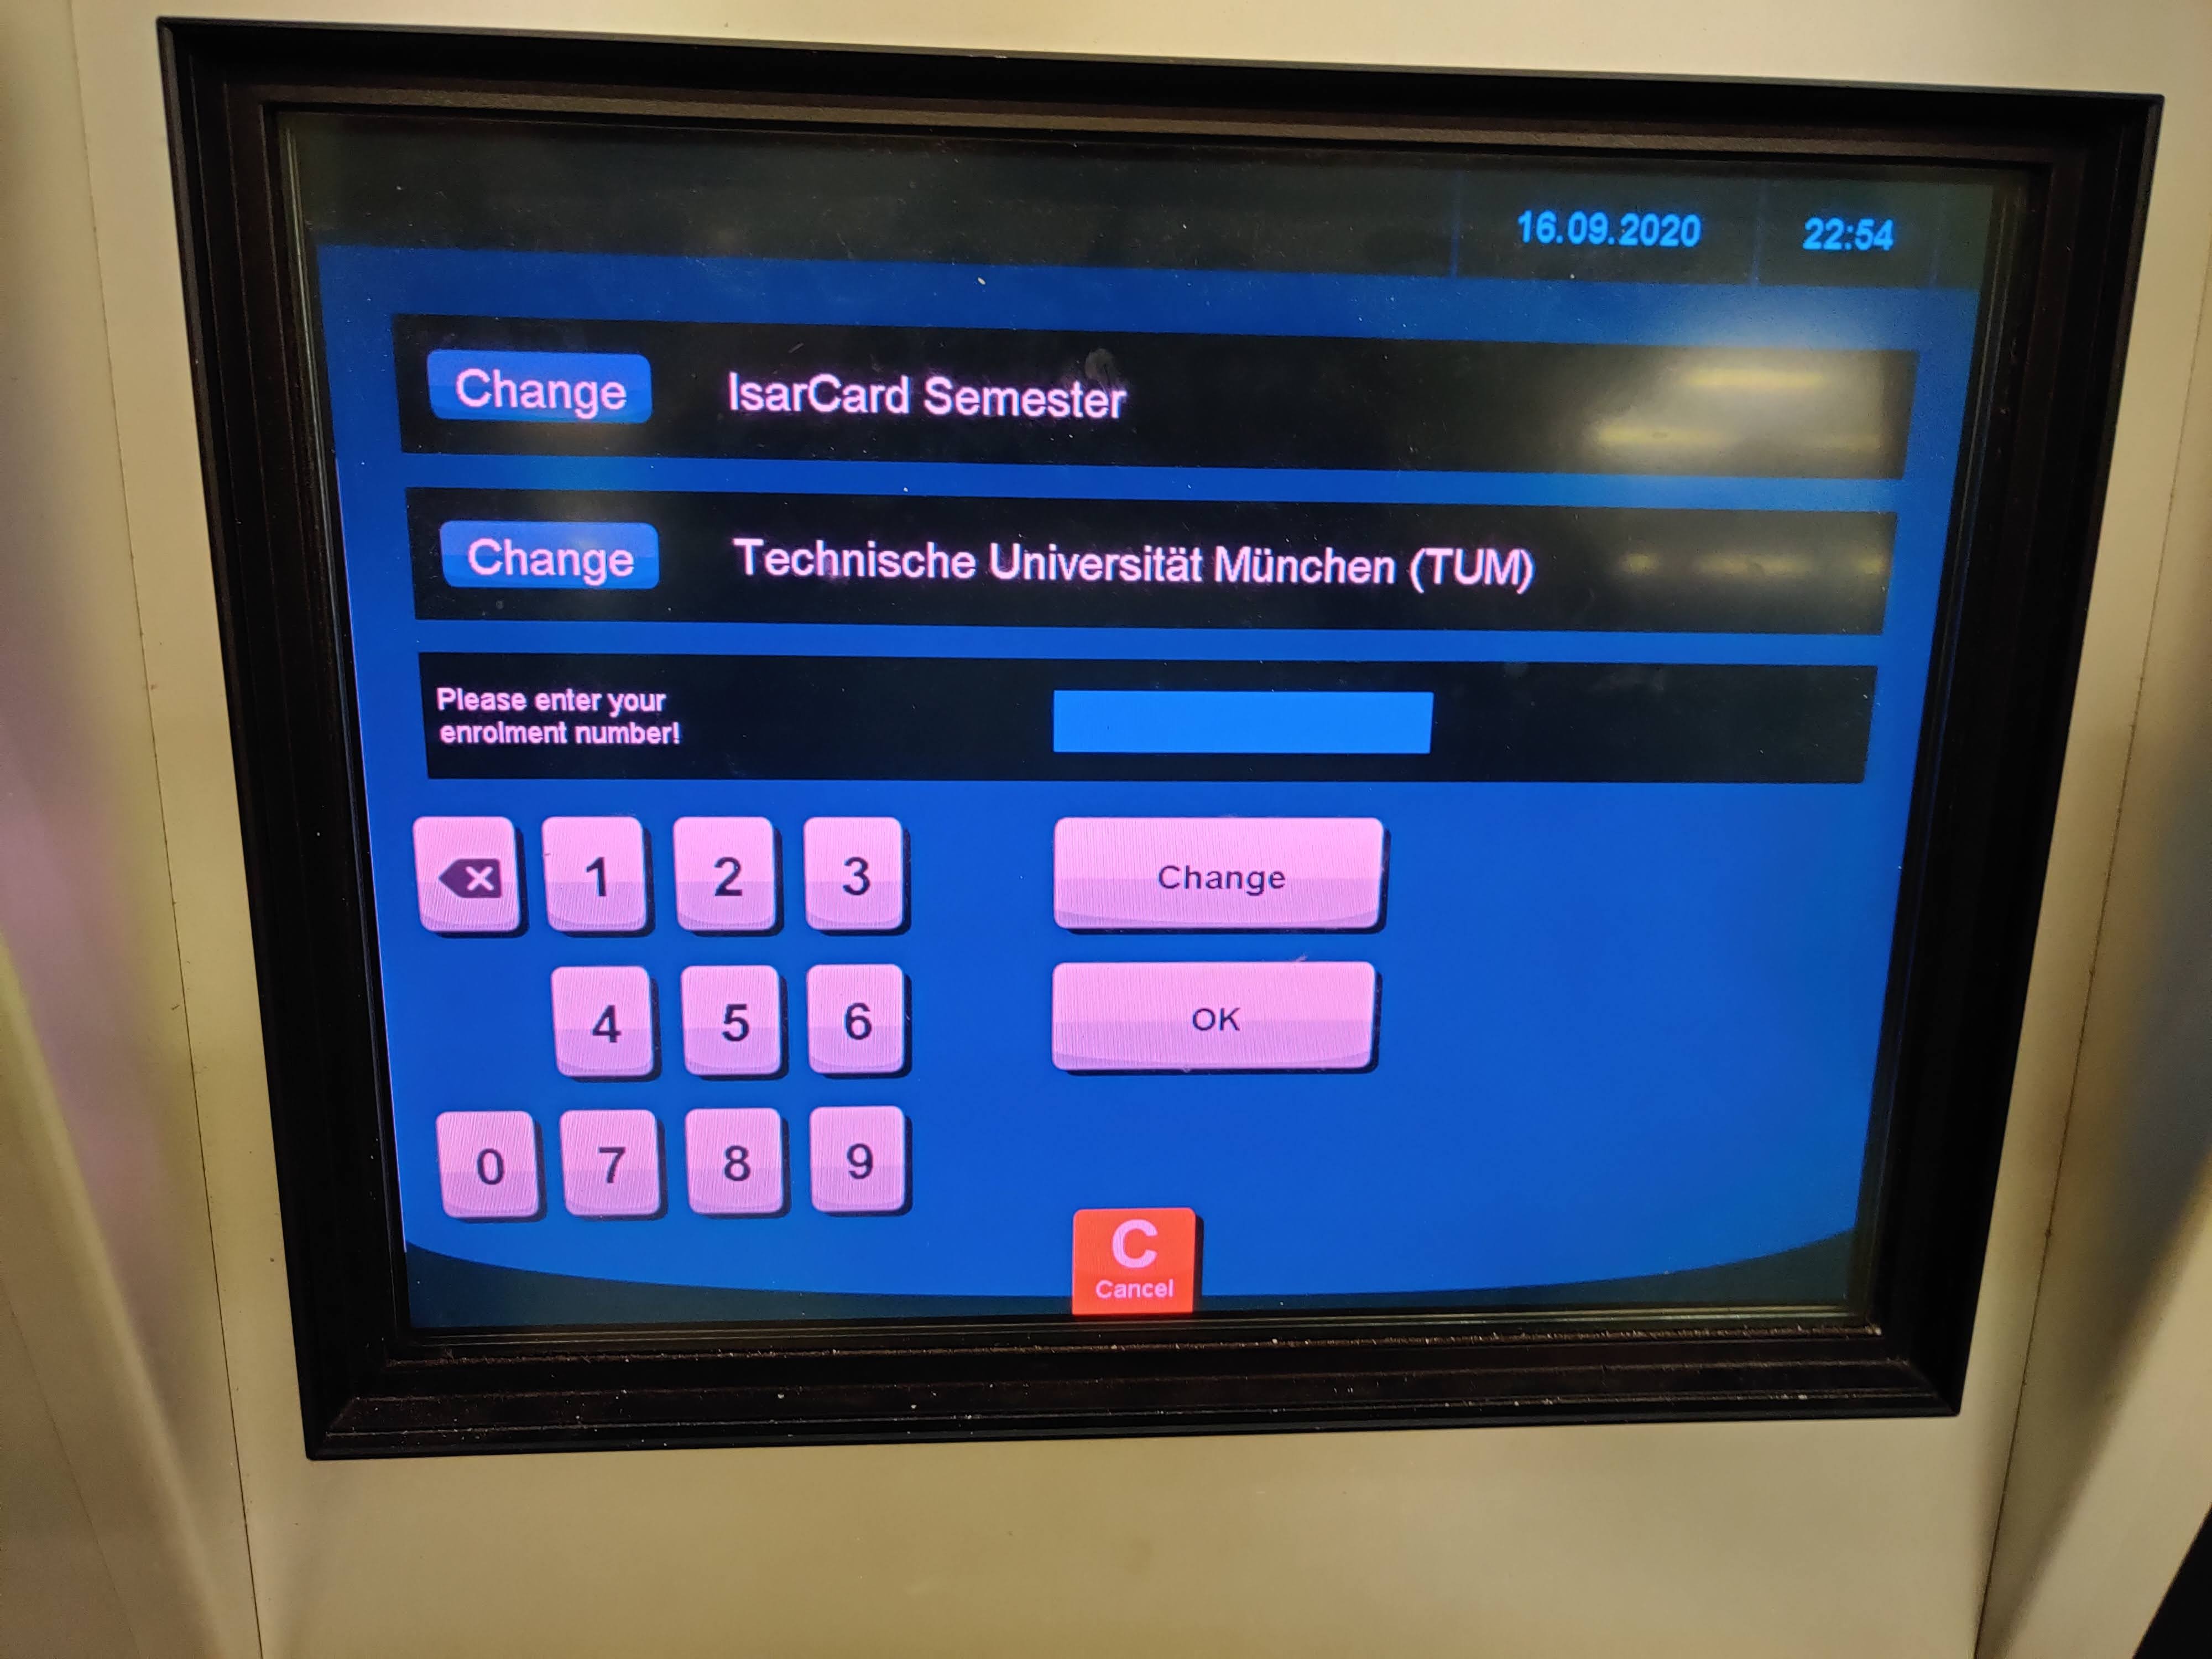 16.09.2020 22:54
Change IsarCard Semester
Change Technische Universität München (TUM)
Please enter your
enrolment number!
1 2 3 Change
4 5 6 OK
0 7 8 9
C
Cancel